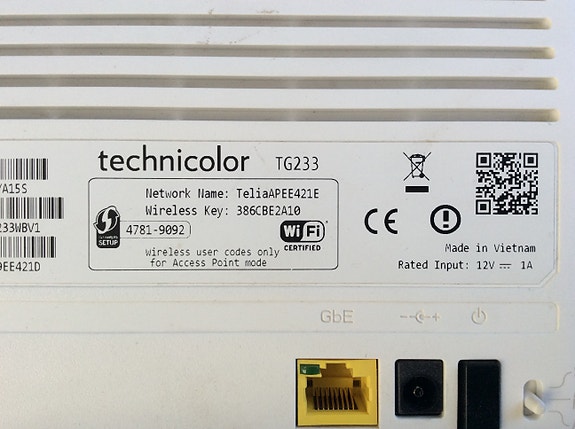 technicolor TG233
Network Name: TeliaAPEE421E
Wireless Key: 386CBE2A10
4781-9092
SETUP
WiFi
CERTIFIED
wireless user codes only
for Access Point mode
YA15S
233WBV1
9EE421D
CE
Made in Vietnam
Rated Input: 12V ⎓ 1A
GbE